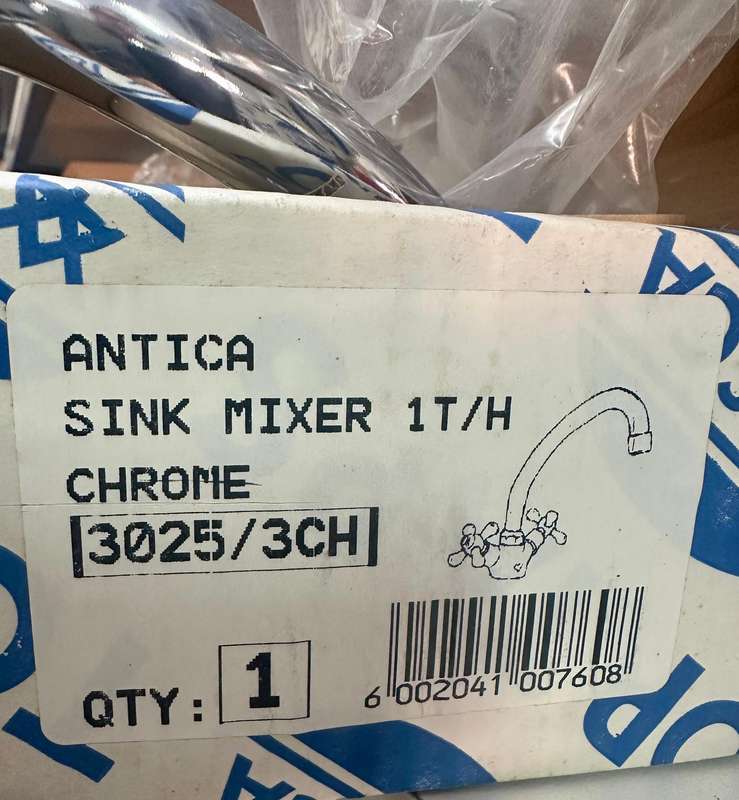 ANTICA
SINK MIXER 1T/H
CHROME
3025/3CH
QTY: 1
6 002041 007608